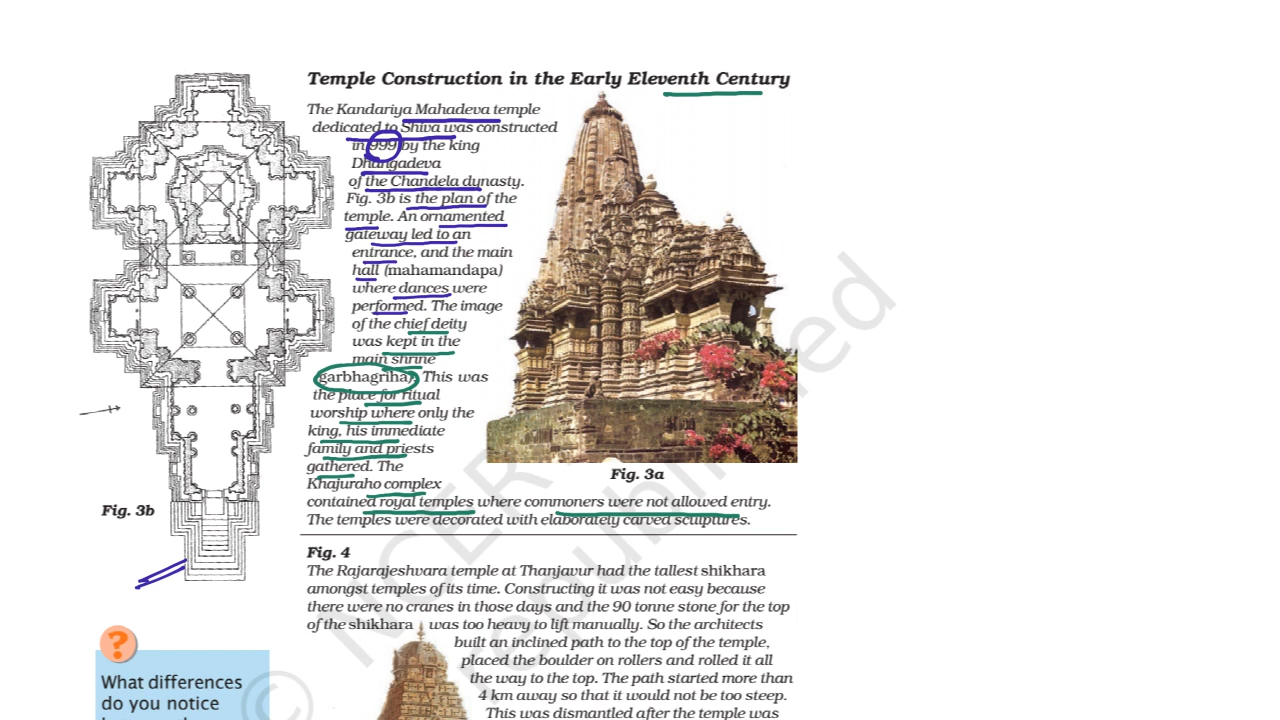 Temple Construction in the Early Eleventh Century
The Kandariya Mahadeva temple
dedicated to Shiva was constructed
in 999 by the king
Dhangadeva
of the Chandela dynasty.
Fig. 3b is the plan of the
temple. An ornamented
gateway led to an
entrance, and the main
hall (mahamandapa)
where dances were
performed. The image
of the chief deity
was kept in the
main shrine
garbhagriha). This was
the place for ritual
worship where only the
king, his immediate
family and priests
gathered. The
Khajuraho complex
contained royal temples where commoners were not allowed entry.
The temples were decorated with elaborately carved sculptures.
Fig. 3a
Fig. 3b
Fig. 4
The Rajarajeshvara temple at Thanjavur had the tallest shikhara
amongst temples of its time. Constructing it was not easy because
there were no cranes in those days and the 90 tonne stone for the top
of the shikhara was too heavy to lift manually. So the architects
built an inclined path to the top of the temple,
placed the boulder on rollers and rolled it all
the way to the top. The path started more than
4 km away so that it would not be too steep.
This was dismantled after the temple was
?
What differences
do you notice
© NCERT
republished